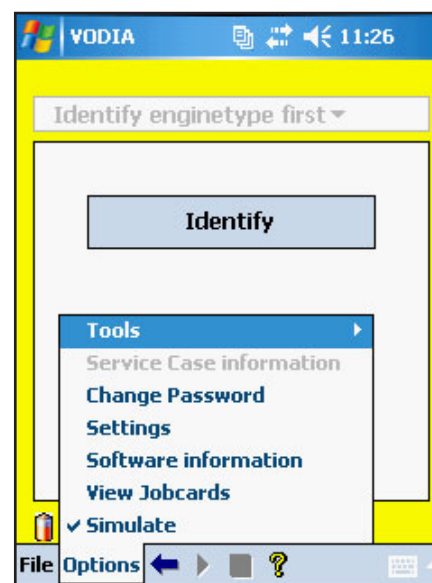 VODIA 11:26
Identify enginetype first
Identify
Tools
Service Case information
Change Password
Settings
Software information
View Jobcards
Simulate
File Options ?